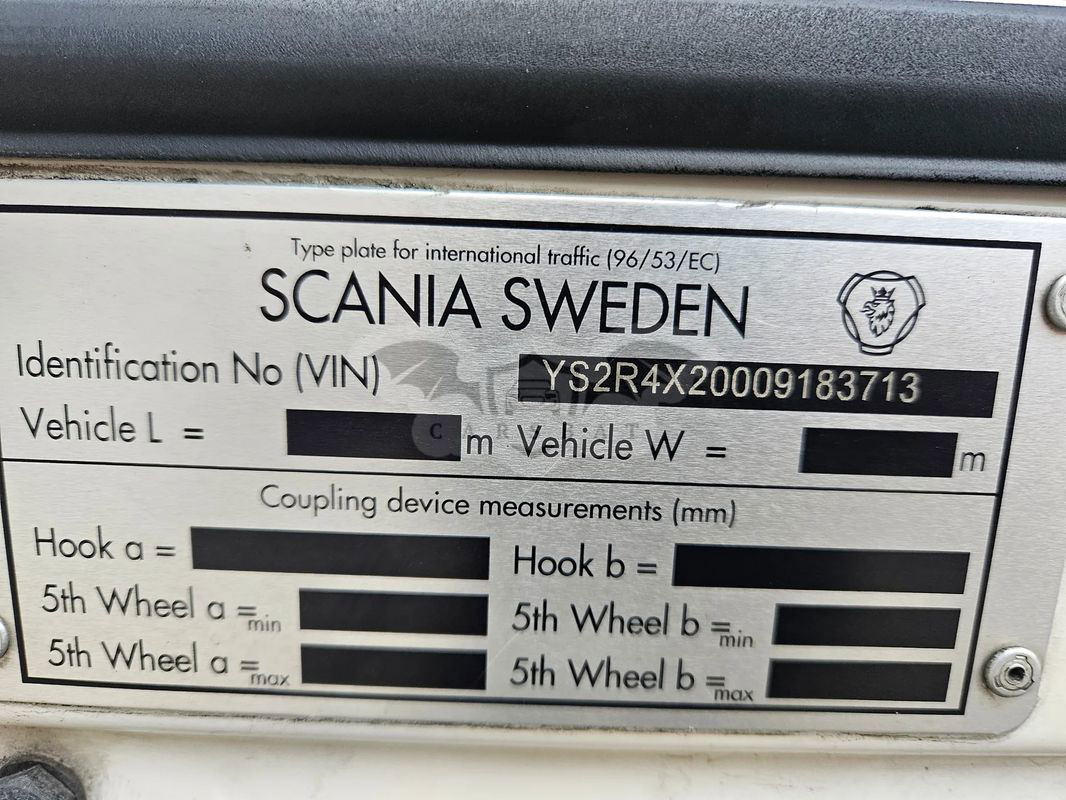 Type plate for international traffic (96/53/EC)
SCANIA SWEDEN
Identification No (VIN) YS2R4X20009183713
Vehicle L = m Vehicle W = m
Coupling device measurements (mm)
Hook a = Hook b =
5th Wheel a =min 5th Wheel b =min
5th Wheel a =max 5th Wheel b =max